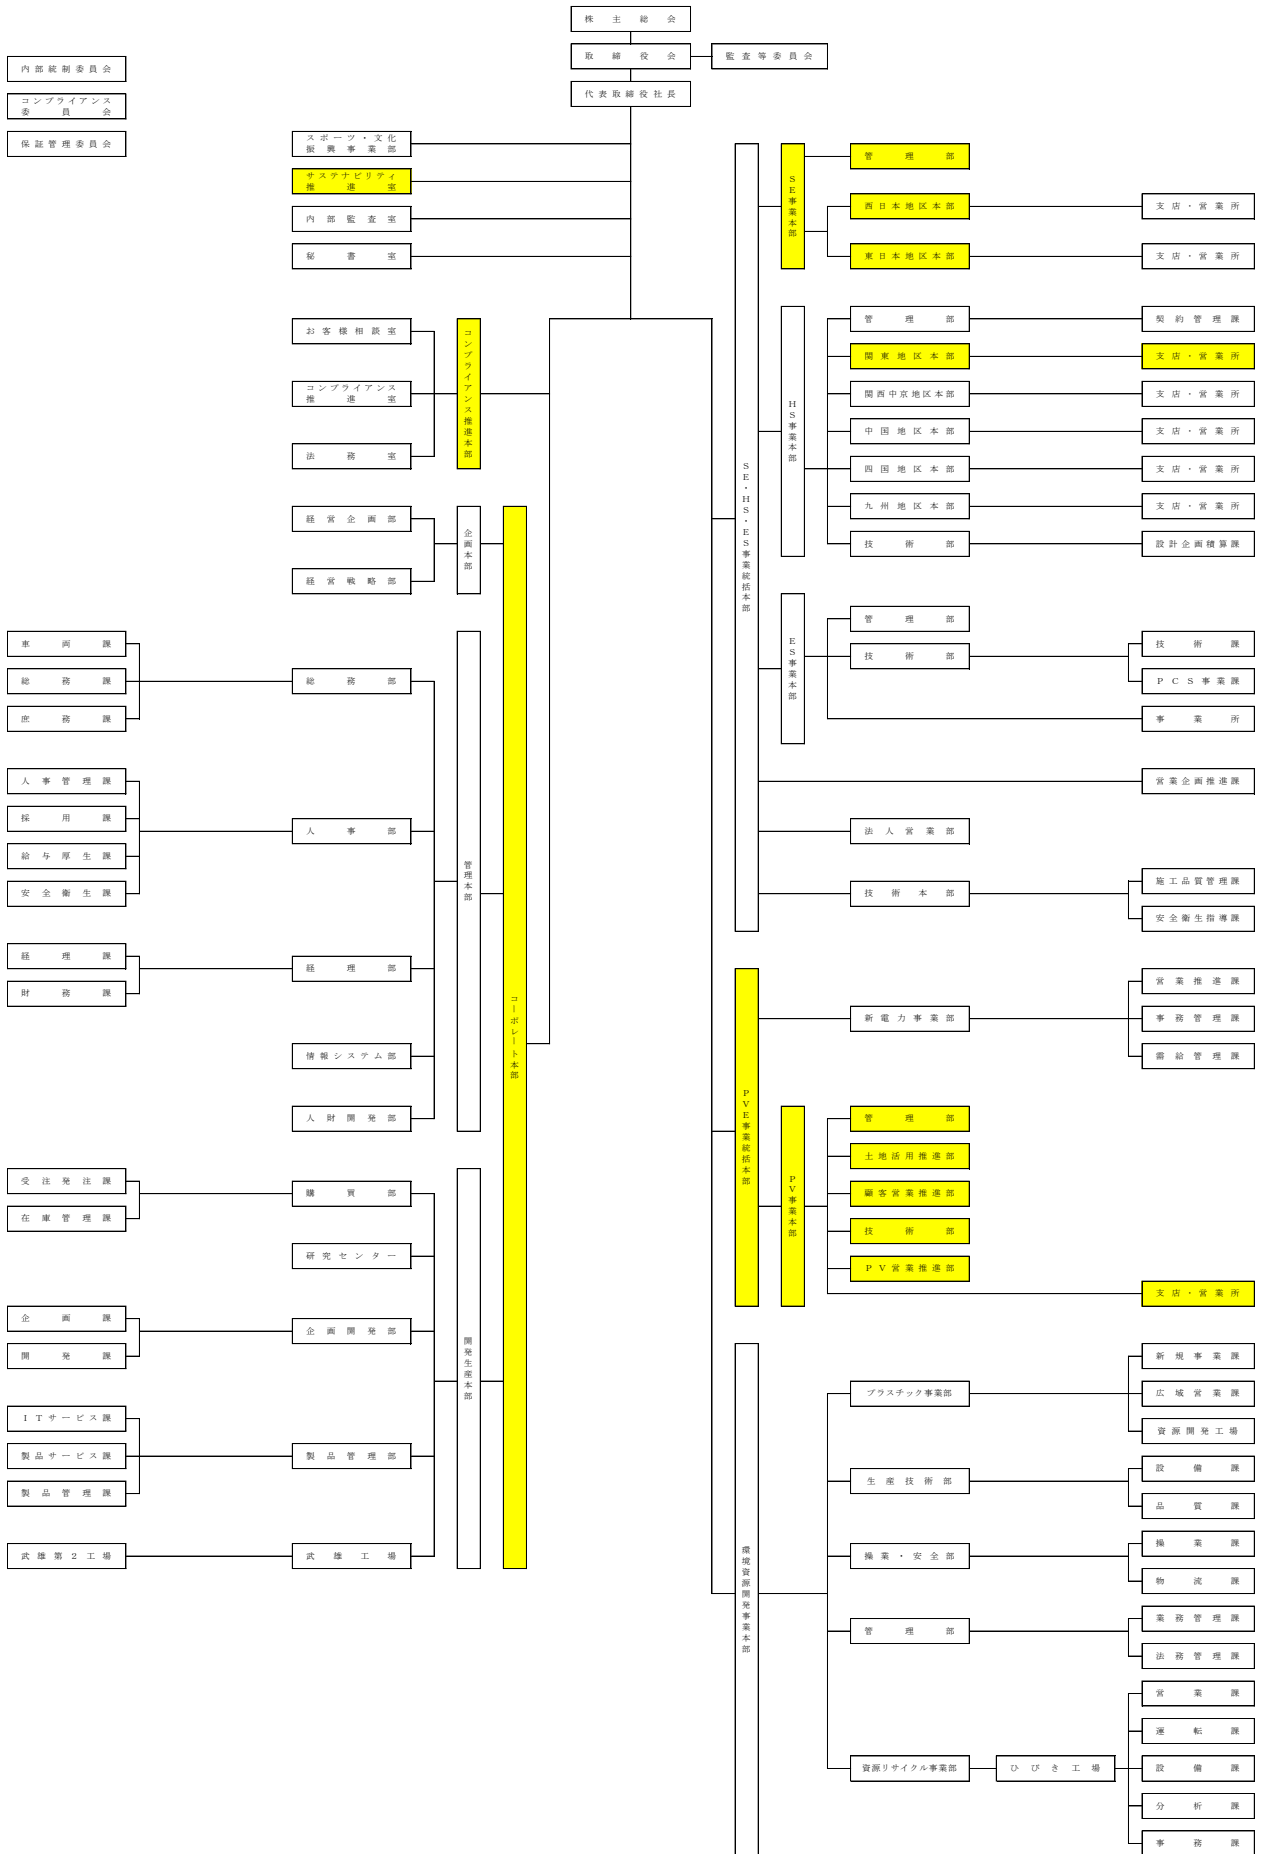 株主総会
取締役会
監査等委員会
代表取締役社長
内部統制委員会
コンプライアンス
委員会
保証管理委員会
スポーツ・文化
振興事業部
サステナビリティ
推進室
内部監査室
秘書室
お客様相談室
コンプライアンス
推進室
法務室
コンプライアンス推進本部
経営企画部
経営戦略部
企画本部
車両課
総務課
庶務課
総務部
人事管理課
採用課
給与厚生課
安全衛生課
人事部
経理課
財務課
経理部
情報システム部
人財開発部
管理本部
コーポレート本部
受注発注課
在庫管理課
購買部
研究センター
企画課
開発課
企画開発部
ITサービス課
製品サービス課
製品管理課
製品管理部
武雄第2工場
武雄工場
開発生産本部
SE・HS・ES事業統括本部
SE事業本部
管理部
西日本地区本部
支店・営業所
東日本地区本部
支店・営業所
HS事業本部
管理部
契約管理課
関東地区本部
支店・営業所
関西中京地区本部
支店・営業所
中国地区本部
支店・営業所
四国地区本部
支店・営業所
九州地区本部
支店・営業所
技術部
設計企画積算課
ES事業本部
管理部
技術部
技術課
PCS事業課
事業所
営業企画推進課
法人営業部
技術本部
施工品質管理課
安全衛生指導課
PVE事業統括本部
新電力事業部
営業推進課
事務管理課
需給管理課
PV事業本部
管理部
土地活用推進部
顧客営業推進部
技術部
PV営業推進部
支店・営業所
環境資源開発事業本部
プラスチック事業部
新規事業課
広域営業課
資源開発工場
生産技術部
設備課
品質課
操業・安全部
操業課
物流課
管理部
業務管理課
法務管理課
資源リサイクル事業部
ひびき工場
営業課
運転課
設備課
分析課
事務課